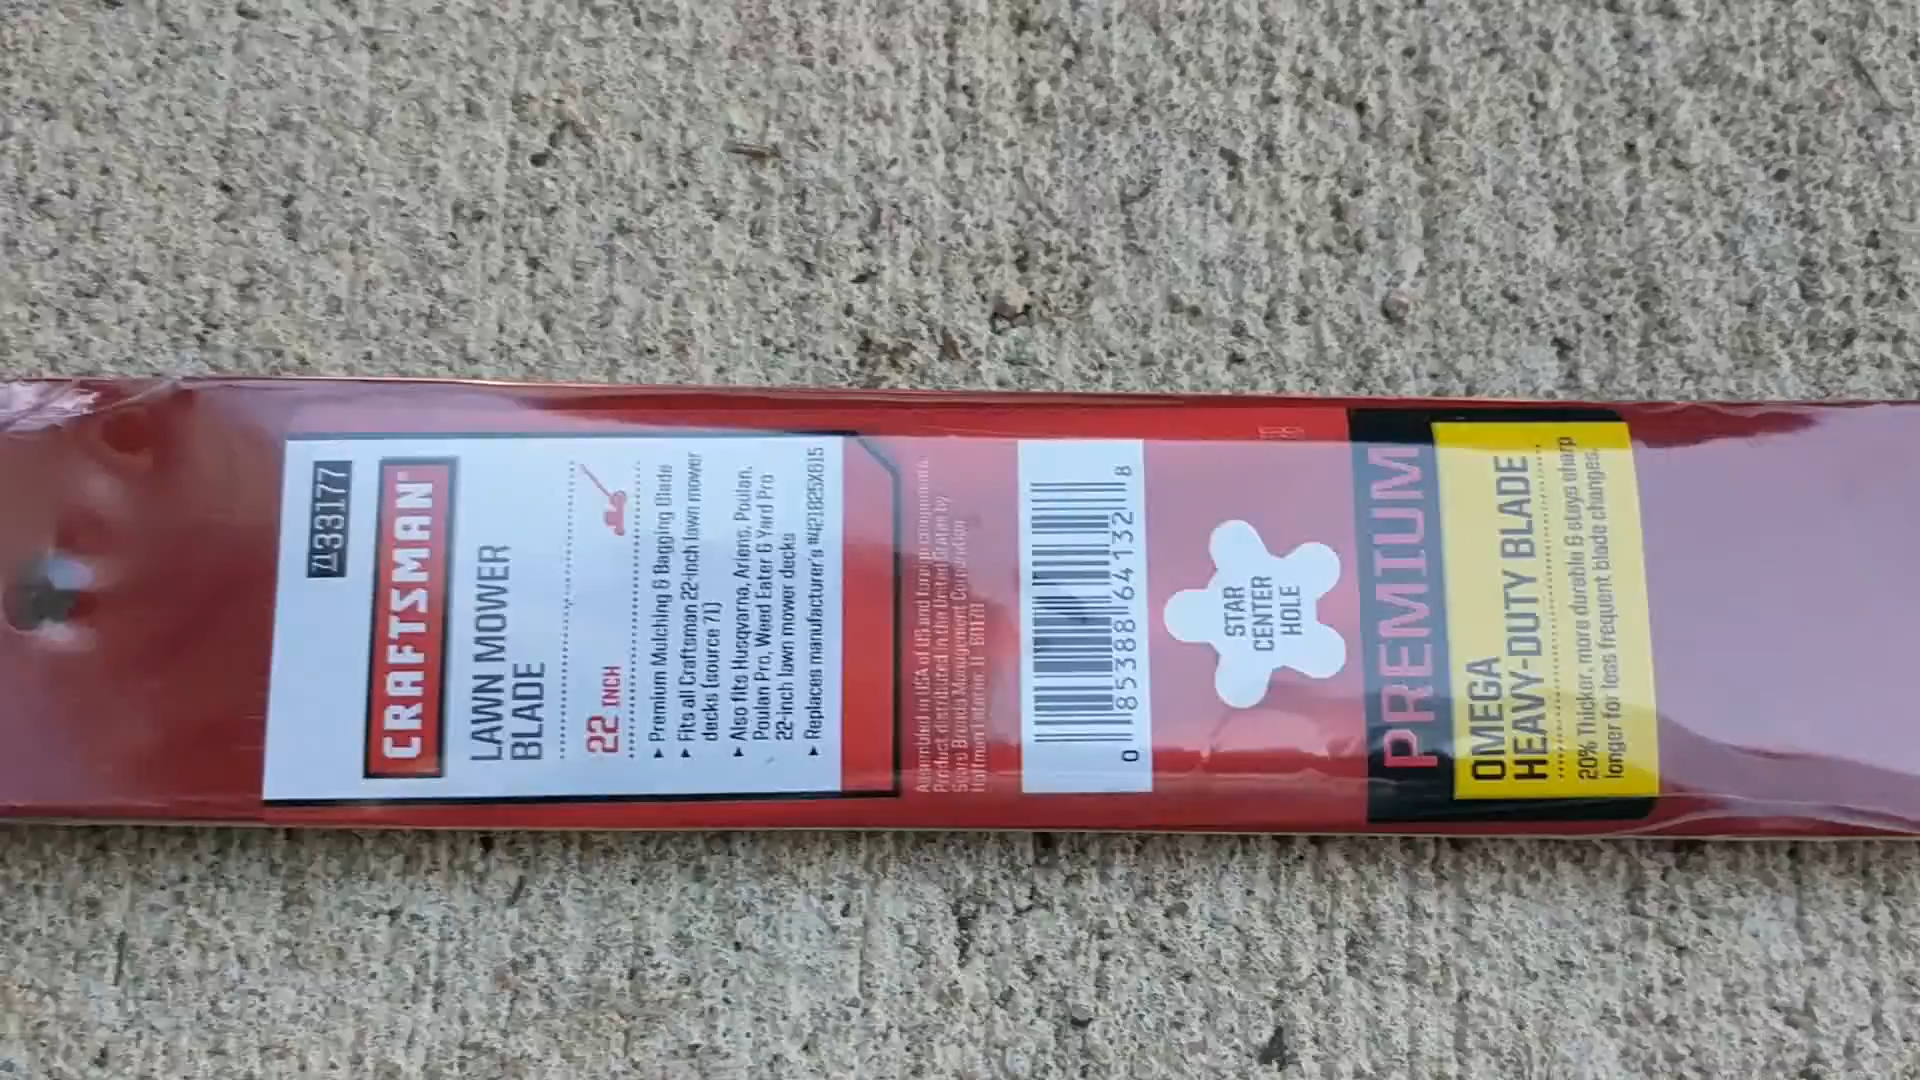 7133177
CRAFTSMAN
LAWN MOWER
BLADE
22 INCH
▸ Premium Mulching & Bagging Blade
▸ Fits all Craftsman 22-inch lawn mower
decks (source 71)
▸ Also fits Husqvarna, Ariens, Poulan,
Poulan Pro, Weed Eater & Yard Pro
22-inch lawn mower decks
▸ Replaces manufacturer's #421825X615
Assembled in USA of US and foreign components.
Product distributed in the United States by
Sears Brands Management Corporation
Hoffman Estates, IL 60179
0 85388 64132 8
STAR
CENTER
HOLE
PREMIUM
OMEGA
HEAVY-DUTY BLADE
20% Thicker, more durable & stays sharp
longer for less frequent blade changes.